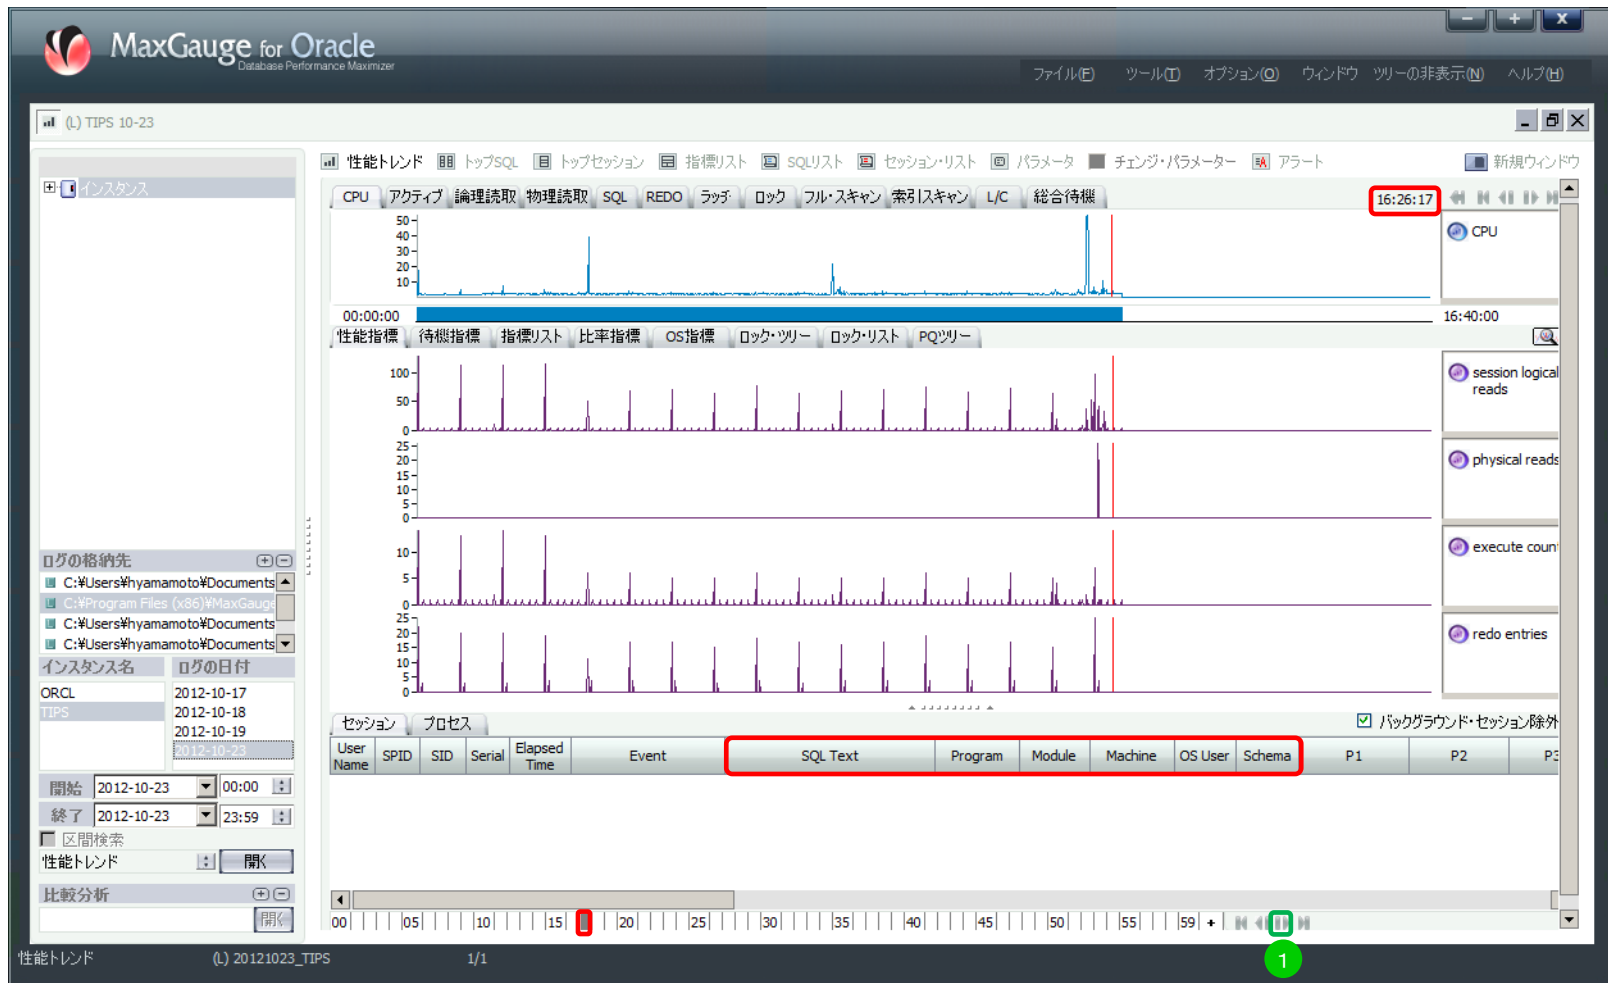 MaxGauge for Oracle
Database Performance Maximizer
ファイル(F) ツール(T) オプション(O) ウィンドウ ツリーの非表示(N) ヘルプ(H)
(L) TIPS 10-23
性能トレンド トップSQL トップセッション 指標リスト SQLリスト セッション・リスト パラメータ チェンジ・パラメーター アラート 新規ウィンドウ
インスタンス
CPU アクティブ 論理読取 物理読取 SQL REDO ラッチ ロック フル・スキャン 索引スキャン L/C 総合待機
16:26:17
50
40
30
20
10
CPU
00:00:00 16:40:00
性能指標 待機指標 指標リスト 比率指標 OS指標 ロック・ツリー ロック・リスト PQツリー
100
50
0
session logical
reads
25
20
15
10
5
0
physical reads
10
5
0
execute coun
25
20
15
10
5
0
redo entries
ログの格納先
C:¥Users¥hyamamoto¥Documents
C:¥Program Files (x86)¥MaxGauge
C:¥Users¥hyamamoto¥Documents
C:¥Users¥hyamamoto¥Documents
インスタンス名 ログの日付
ORCL
TIPS
2012-10-17
2012-10-18
2012-10-19
2012-10-23
開始 2012-10-23 00:00
終了 2012-10-23 23:59
区間検索
性能トレンド 開く
比較分析
開く
セッション プロセス
バックグラウンド・セッション除外
User Name SPID SID Serial Elapsed Time Event SQL Text Program Module Machine OS User Schema P1 P2 P3
00 05 10 15 20 25 30 35 40 45 50 55 59 +
1
性能トレンド (L) 20121023_TIPS 1/1